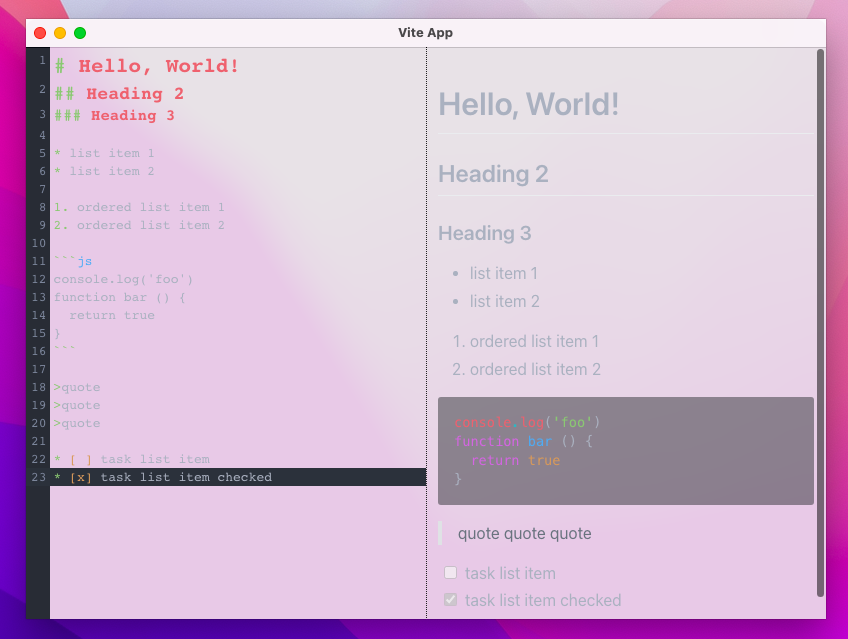 Vite App
1 # Hello, World!
2 ## Heading 2
3 ### Heading 3
4
5 * list item 1
6 * list item 2
7
8 1. ordered list item 1
9 2. ordered list item 2
10
11 ```js
12 console.log('foo')
13 function bar () {
14   return true
15 }
16 ```
17
18 >quote
19 >quote
20 >quote
21
22 * [ ] task list item
23 * [x] task list item checked
Hello, World!
Heading 2
Heading 3
• list item 1
• list item 2
1. ordered list item 1
2. ordered list item 2
console.log('foo')
function bar () {
  return true
}
quote quote quote
task list item
task list item checked